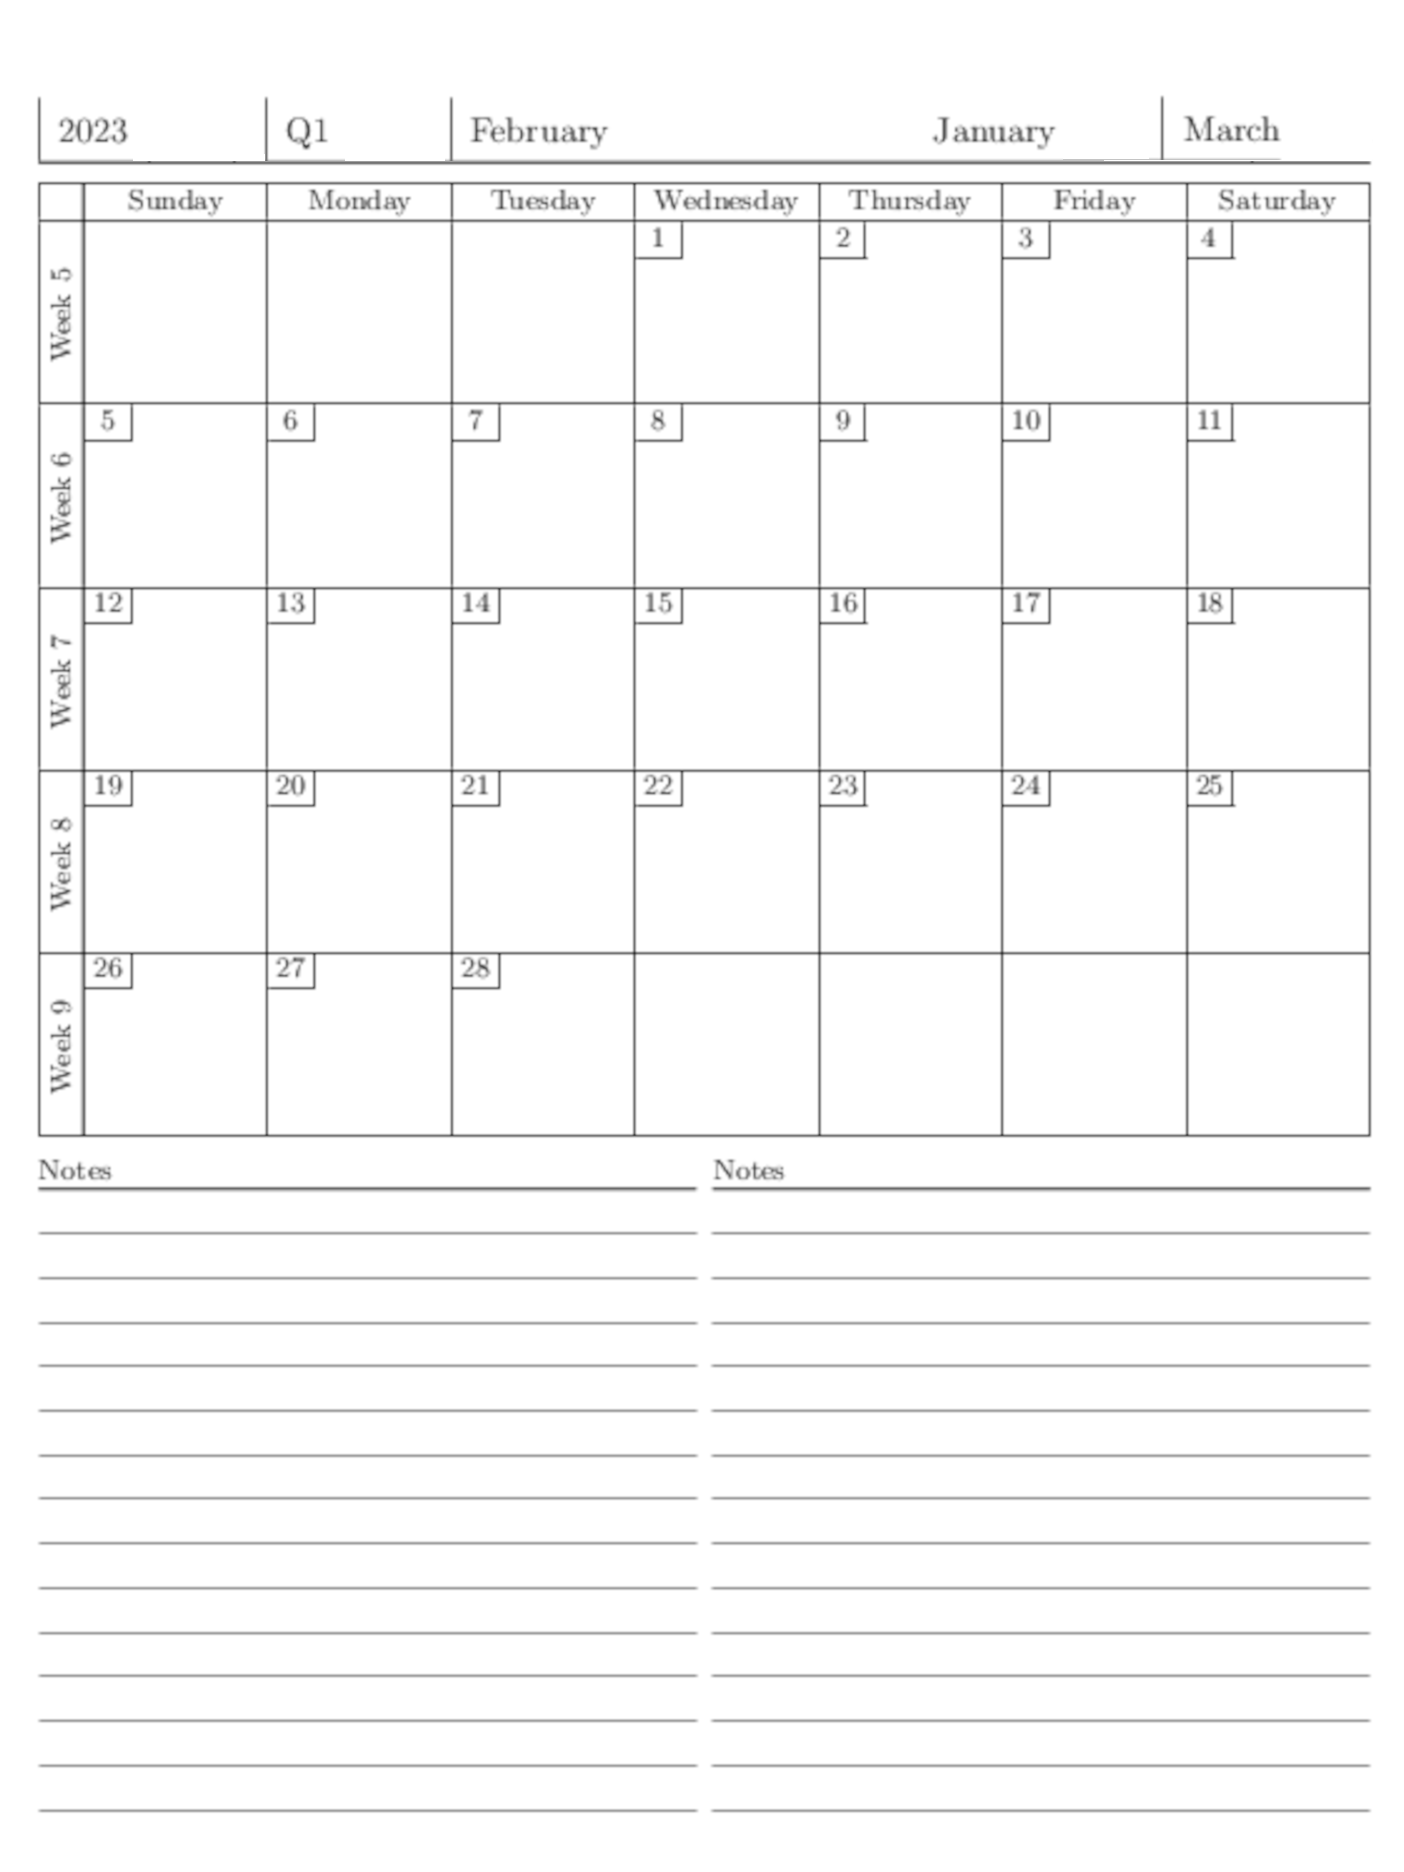 2023 Q1 February January March
Sunday Monday Tuesday Wednesday Thursday Friday Saturday
Week 5 1 2 3 4
Week 6 5 6 7 8 9 10 11
Week 7 12 13 14 15 16 17 18
Week 8 19 20 21 22 23 24 25
Week 9 26 27 28
Notes Notes